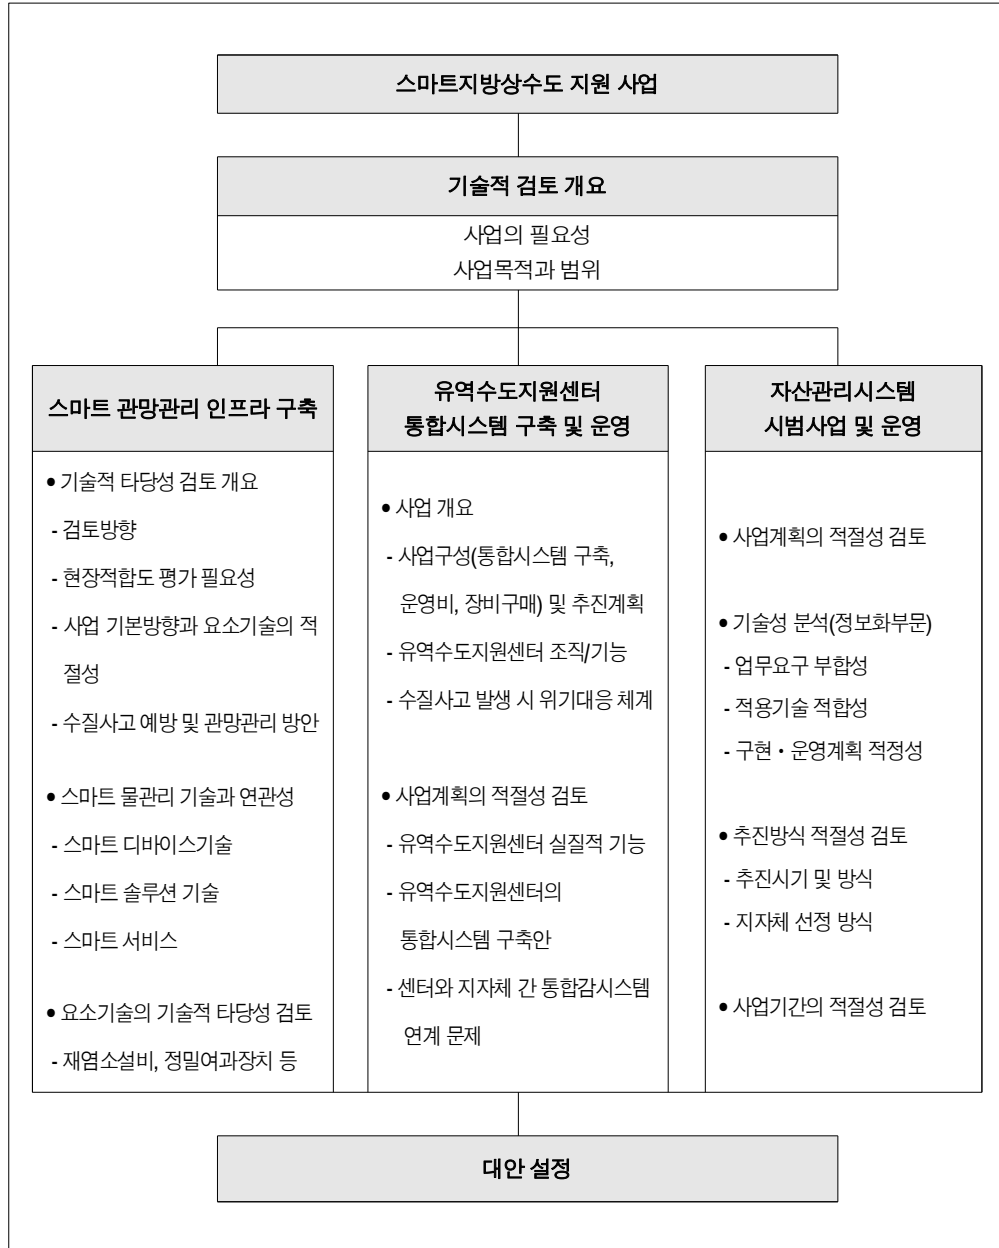 스마트지방상수도 지원 사업
기술적 검토 개요
사업의 필요성
사업목적과 범위
스마트 관망관리 인프라 구축
• 기술적 타당성 검토 개요
- 검토방향
- 현장적합도 평가 필요성
- 사업 기본방향과 요소기술의 적
절성
- 수질사고 예방 및 관망관리 방안
• 스마트 물관리 기술과 연관성
- 스마트 디바이스기술
- 스마트 솔루션 기술
- 스마트 서비스
• 요소기술의 기술적 타당성 검토
- 재염소설비, 정밀여과장치 등
유역수도지원센터
통합시스템 구축 및 운영
• 사업 개요
- 사업구성(통합시스템 구축,
운영비, 장비구매) 및 추진계획
- 유역수도지원센터 조직/기능
- 수질사고 발생 시 위기대응 체계
• 사업계획의 적절성 검토
- 유역수도지원센터 실질적 기능
- 유역수도지원센터의
통합시스템 구축안
- 센터와 지자체 간 통합감시스템
연계 문제
자산관리시스템
시범사업 및 운영
• 사업계획의 적절성 검토
• 기술성 분석(정보화부문)
- 업무요구 부합성
- 적용기술 적합성
- 구현・운영계획 적정성
• 추진방식 적절성 검토
- 추진시기 및 방식
- 지자체 선정 방식
• 사업기간의 적절성 검토
대안 설정